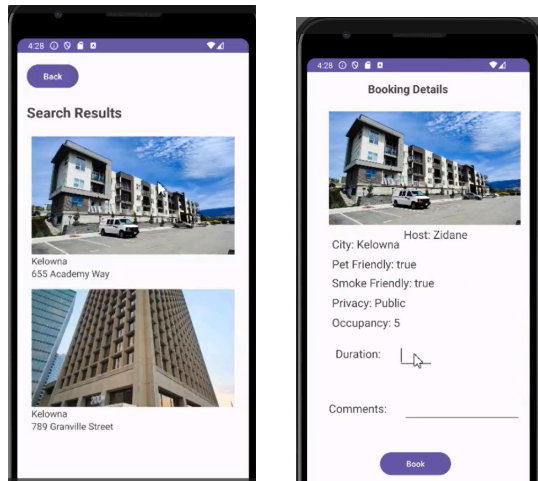 4:28
Back
Search Results
Kelowna
655 Academy Way
200
Kelowna
789 Granville Street
4:28
Booking Details
Host: Zidane
City: Kelowna
Pet Friendly: true
Smoke Friendly: true
Privacy: Public
Occupancy: 5
Duration:
Comments:
Book